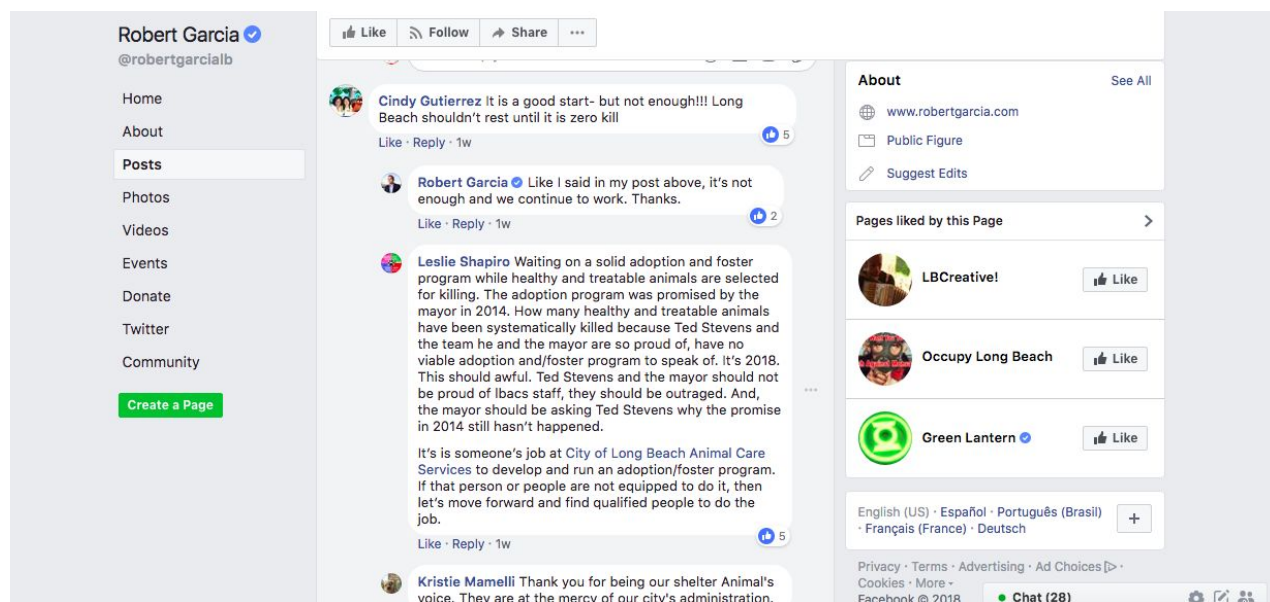 Robert Garcia
@robertgarcialb
Home
About
Posts
Photos
Videos
Events
Donate
Twitter
Community
Create a Page
Like Follow Share ...
Cindy Gutierrez It is a good start- but not enough!!! Long
Beach shouldn't rest until it is zero kill
5
Like · Reply · 1w
Robert Garcia Like I said in my post above, it's not
enough and we continue to work. Thanks.
2
Like · Reply · 1w
Leslie Shapiro Waiting on a solid adoption and foster
program while healthy and treatable animals are selected
for killing. The adoption program was promised by the
mayor in 2014. How many healthy and treatable animals
have been systematically killed because Ted Stevens and
the team he and the mayor are so proud of, have no
viable adoption and/foster program to speak of. It's 2018.
This should awful. Ted Stevens and the mayor should not
be proud of lbacs staff, they should be outraged. And,
the mayor should be asking Ted Stevens why the promise
in 2014 still hasn't happened.
It's is someone's job at City of Long Beach Animal Care
Services to develop and run an adoption/foster program.
If that person or people are not equipped to do it, then
let's move forward and find qualified people to do the
job.
5
Like · Reply · 1w
Kristie Mamelli Thank you for being our shelter Animal's
voice. They are at the mercy of our city's administration.
About See All
www.robertgarcia.com
Public Figure
Suggest Edits
Pages liked by this Page
LBCreative! Like
Occupy Long Beach Like
Green Lantern Like
English (US) · Español · Português (Brasil)
· Français (France) · Deutsch
+
Privacy · Terms · Advertising · Ad Choices ·
Cookies · More
Facebook © 2018
Chat (28)